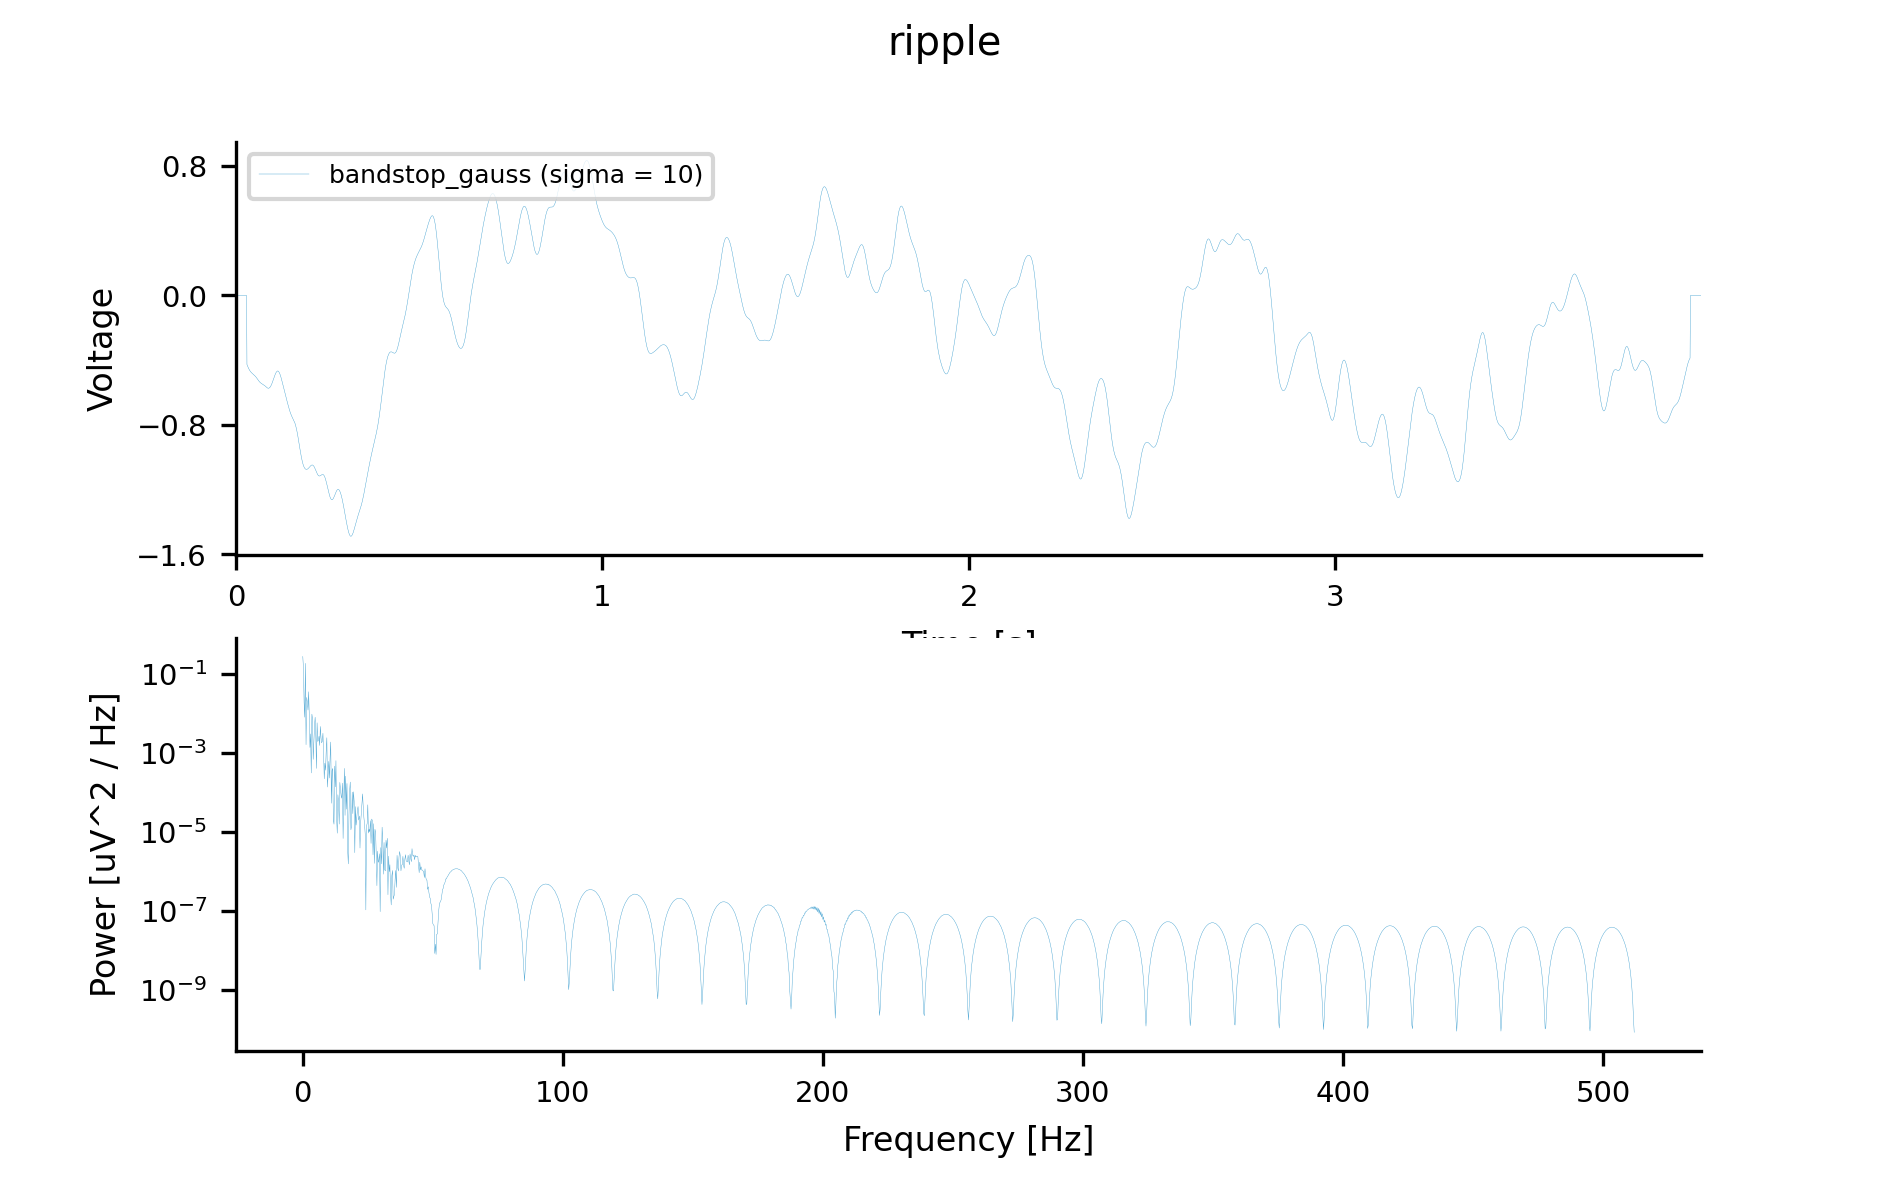 ripple
bandstop_gauss (sigma = 10)
Voltage
0.8
0.0
−0.8
−1.6
0 1 2 3
Time [s]
Power [uV^2 / Hz]
10⁻¹
10⁻³
10⁻⁵
10⁻⁷
10⁻⁹
0 100 200 300 400 500
Frequency [Hz]